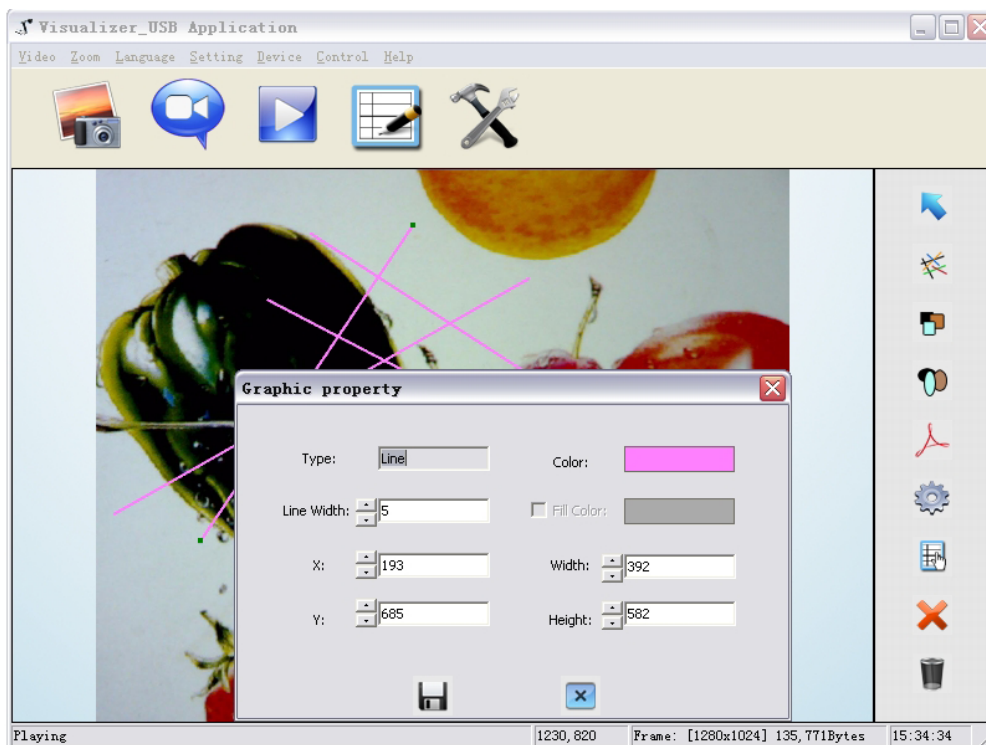 Visualizer_USB Application
Video Zoom Language Setting Device Control Help
Graphic property
Type: Line Color:
Line Width: 5 Fill Color:
X: 193 Width: 392
Y: 685 Height: 582
Playing 1230,820 Frame: [1280x1024] 135,771Bytes 15:34:34